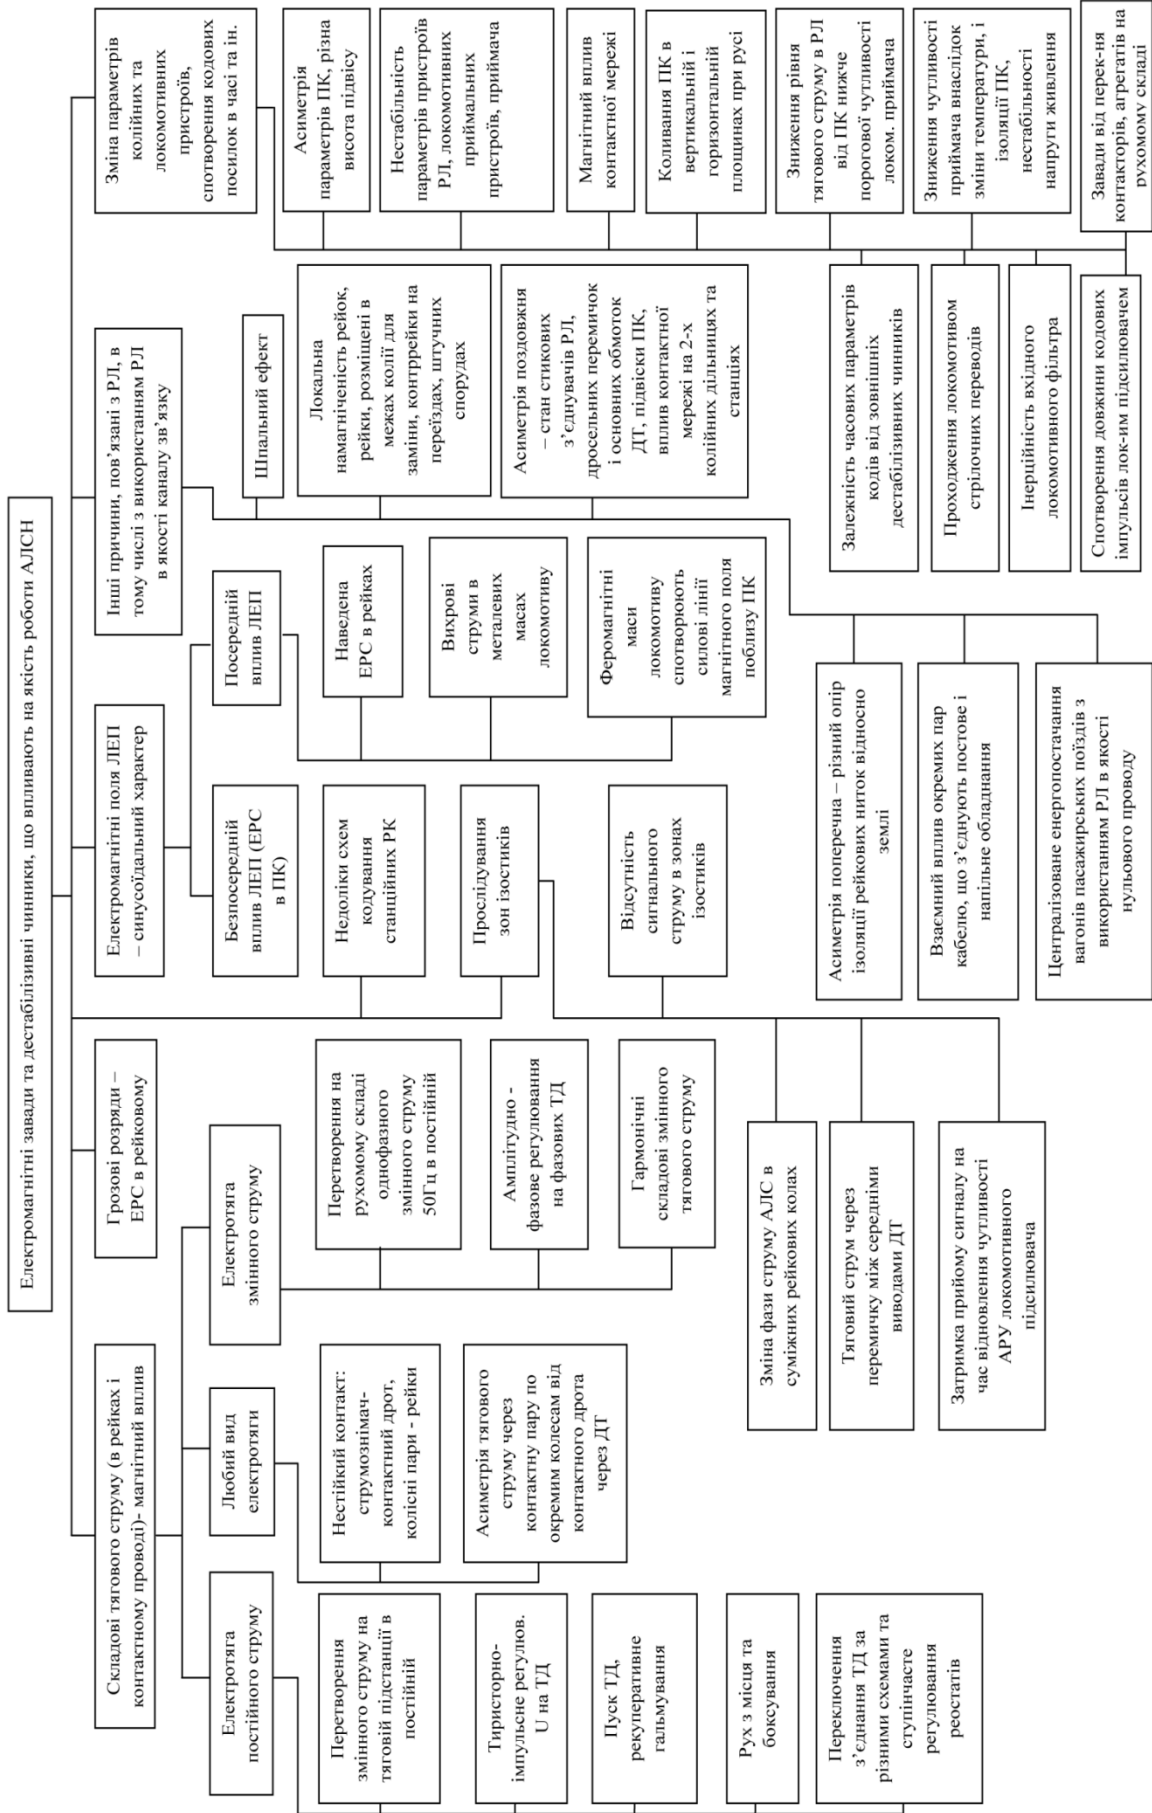 Електромагнітні завади та дестабілізивні чинники, що впливають на якість роботи АЛСН
Складові тягового струму (в рейках і
контактному проводі)- магнітний вплив
Електротяга
постійного струму
Перетворення
змінного струму на
тяговій підстанції в
постійній
Тиристорно-
імпульсне регулюв.
U на ТД
Пуск ТД,
рекуперативне
гальмування
Рух з місця та
боксування
Переключення
з’єднання ТД за
різними схемами та
ступінчасте
регулювання
реостатів
Любий вид
електротяги
Нестійкий контакт:
струмознімач-
контактний дрот,
колісні пари - рейки
Асиметрія тягового
струму через
контактну пару по
окремим колесам від
контактного дрота
через ДТ
Електротяга
змінного струму
Перетворення на
рухомому складі
однофазного
змінного струму
50Гц в постійній
Амплітудно -
фазове регулювання
на фазових ТД
Гармонічні
складові змінного
тягового струму
Грозові розряди –
ЕРС в рейковому
Недоліки схем
кодування
станційних РК
Прослідування
зон ізостиків
Відсутність
сигнального
струму в зонах
ізостиків
Зміна фази струму АЛС в
суміжних рейкових колах
Тяговий струм через
перемичку між середніми
виводами ДТ
Затримка прийому сигналу на
час відновлення чутливості
АРУ локомотивного
підсилювача
Електромагнітні поля ЛЕП
– синусоїдальний характер
Безпосередній
вплив ЛЕП (ЕРС
в ПК)
Посередній
вплив ЛЕП
Наведена
ЕРС в рейках
Вихрові
струми в
металевих
масах
локомотиву
Феромагнітні
маси
локомотиву
спотворюють
силові лінії
магнітного поля
поблизу ПК
Інші причини, пов’язані з РЛ, в
тому числі з використанням РЛ
в якості каналу зв’язку
Шпальний ефект
Локальна
намагніченість рейок,
рейки, розміщені в
межах колії для
заміни, контррейки на
переїздах, штучних
спорудах
Асиметрія поздовжня
– стан стикових
з’єднувачів РЛ,
дросельних перемичок
і основних обмоток
ДТ, підвіски ПК,
вплив контактної
мережі на 2-х
колійних дільницях та
станціях
Асиметрія поперечна – різний опір
ізоляції рейкових ниток відносно
землі
Взаємний вплив окремих пар
кабелю, що з’єднують постове і
напільне обладнання
Централізоване енергопостачання
вагонів пасажирських поїздів з
використанням РЛ в якості
нульового проводу
Зміна параметрів
колійних та
локомотивних
пристроїв,
спотворення кодових
посилок в часі та ін.
Асиметрія
параметрів ПК, різна
висота підвісу
Нестабільність
параметрів пристроїв
РЛ, локомотивних
приймальних
пристроїв, приймача
Магнітний вплив
контактної мережі
Коливання ПК в
вертикальній і
горизонтальній
площинах при русі
Зниження рівня
тягового струму в РЛ
від ПК нижче
порогової чутливості
локом. приймача
Зниження чутливості
приймача внаслідок
зміни температури, і
ізоляції ПК,
нестабільності
напруги живлення
Завади від перек-ня
контакторів, агрегатів на
рухомому складі
Залежність часових параметрів
кодів від зовнішніх
дестабілізивних чинників
Проходження локомотивом
стрілочних переводів
Інерційність вхідного
локомотивного фільтра
Спотворення довжини кодових
імпульсів лок-им підсилювачем